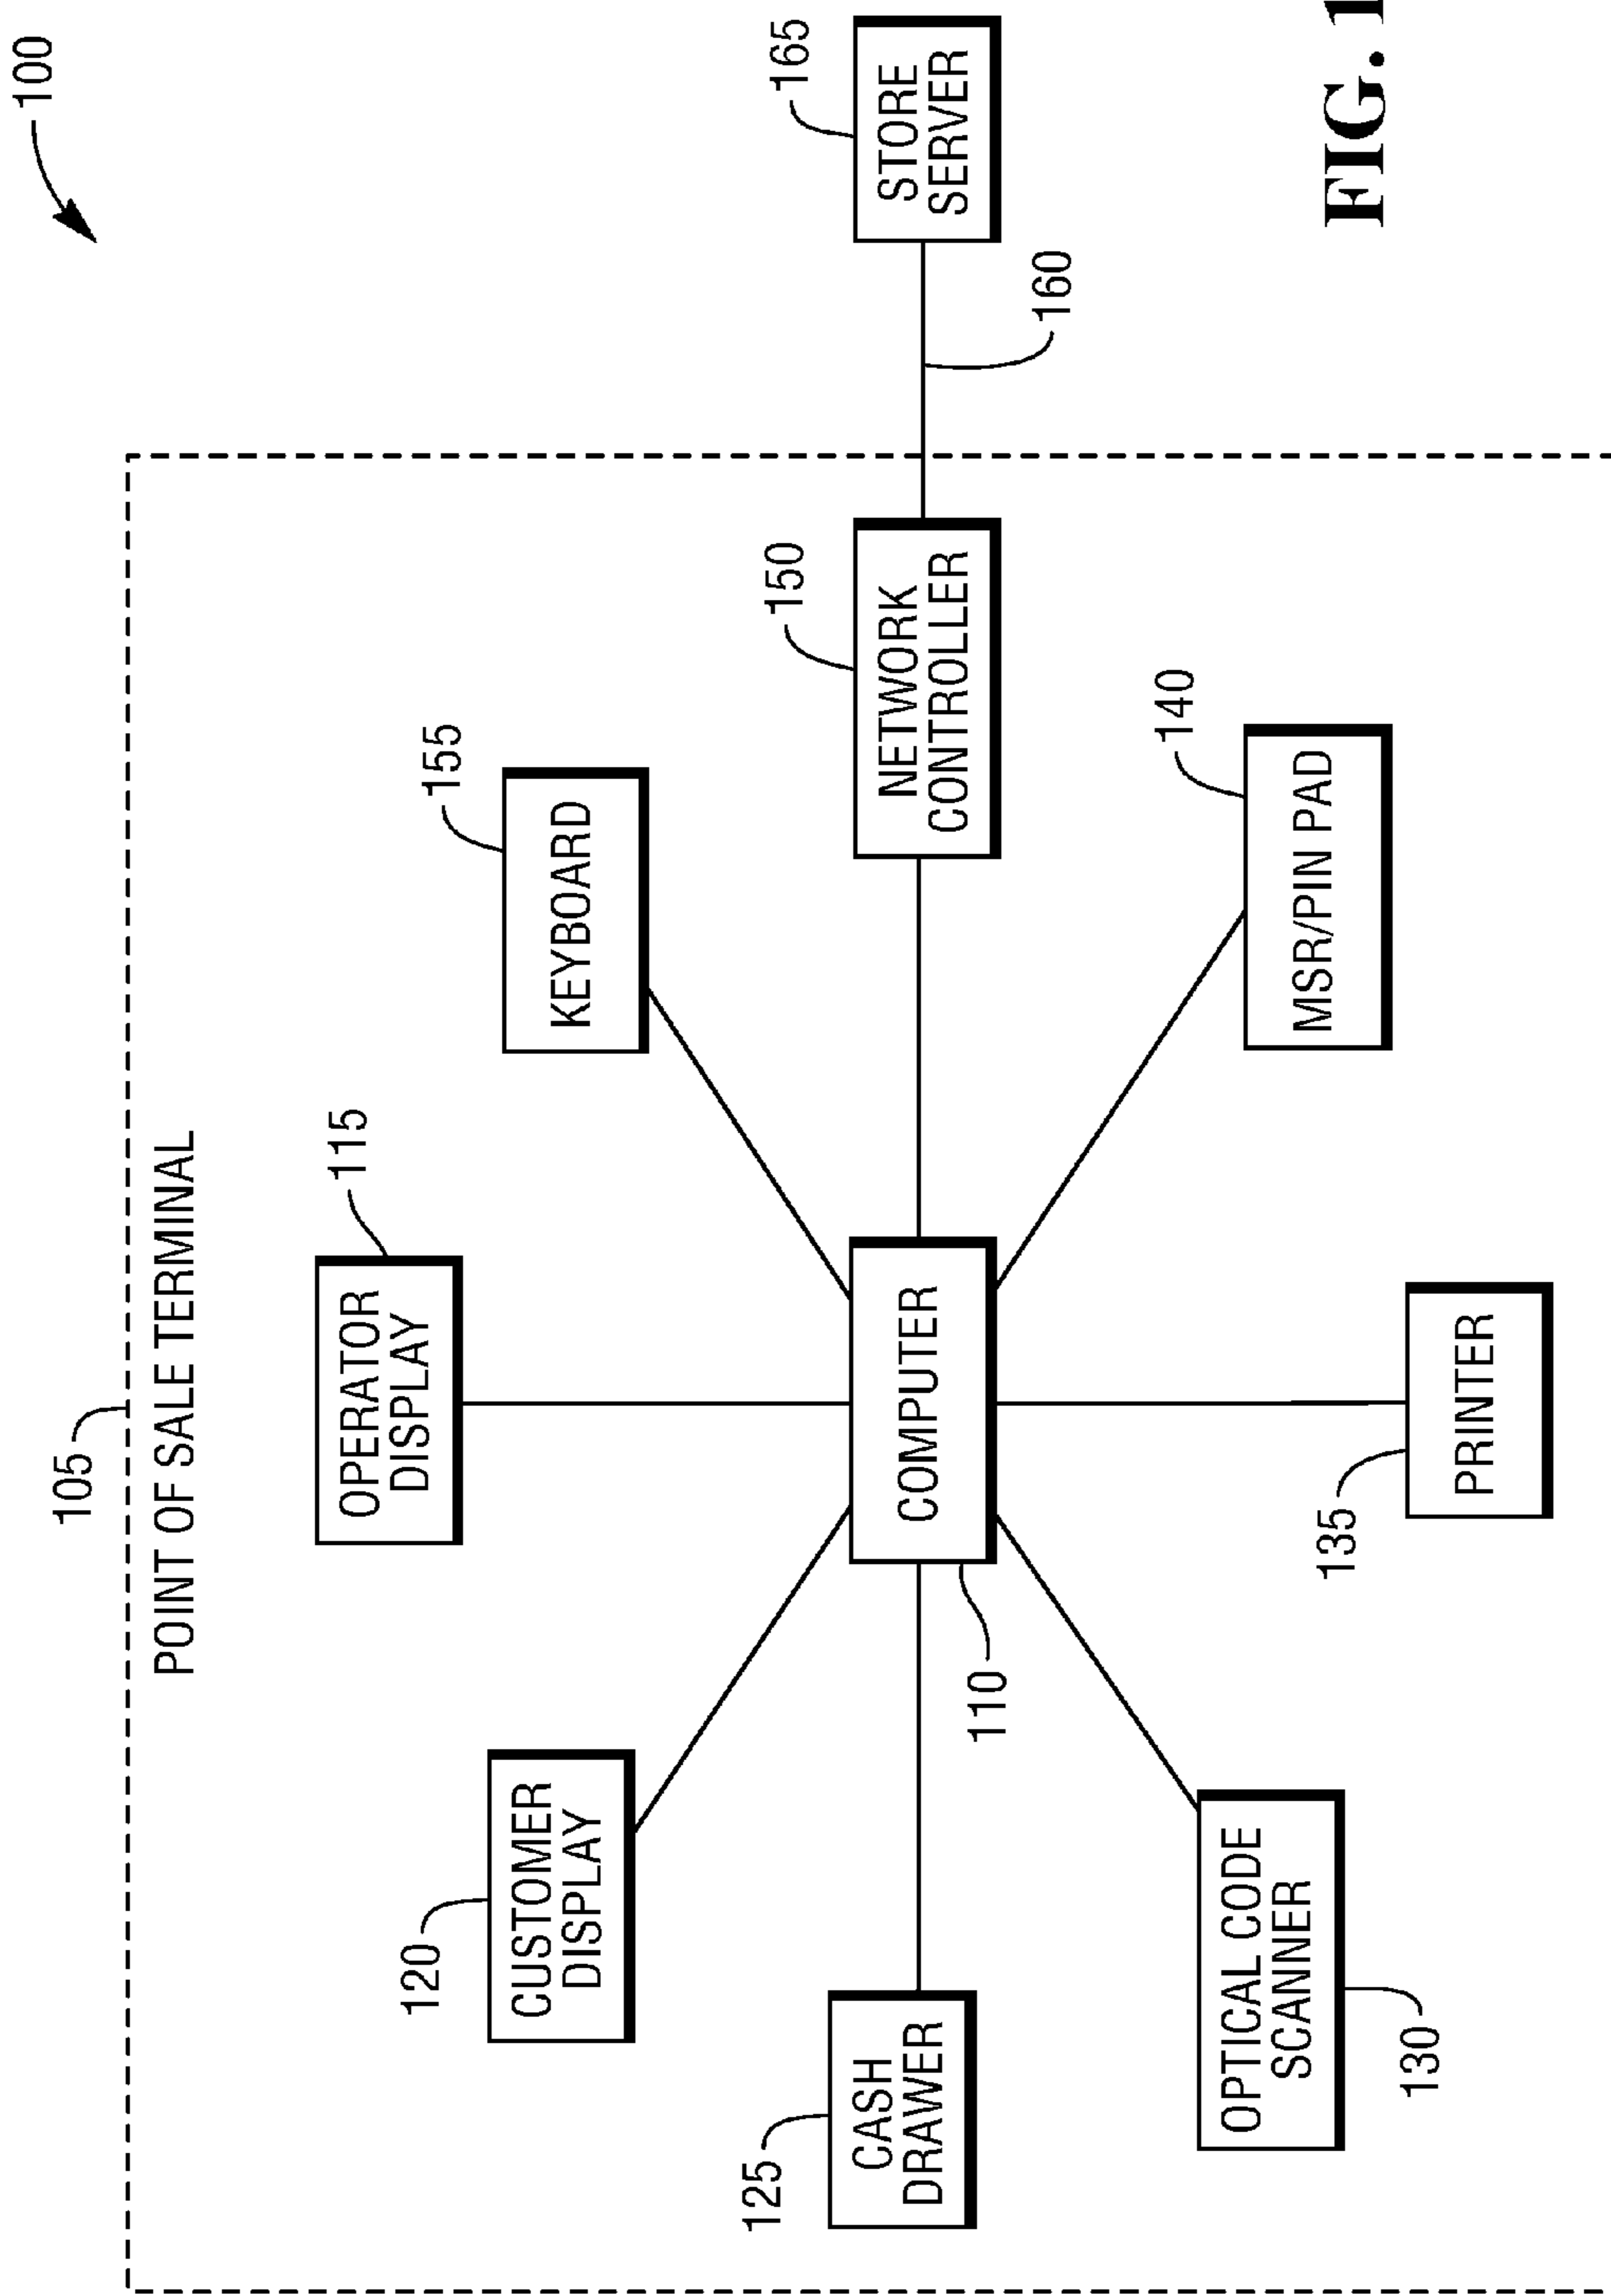 100
105
POINT OF SALE TERMINAL
OPERATOR
DISPLAY
115
120
CUSTOMER
DISPLAY
KEYBOARD
155
125
CASH
DRAWER
COMPUTER
110
NETWORK
CONTROLLER
150
STORE
SERVER
165
160
OPTICAL CODE
SCANNER
130
135
PRINTER
MSR/PIN PAD
140
FIG. 1